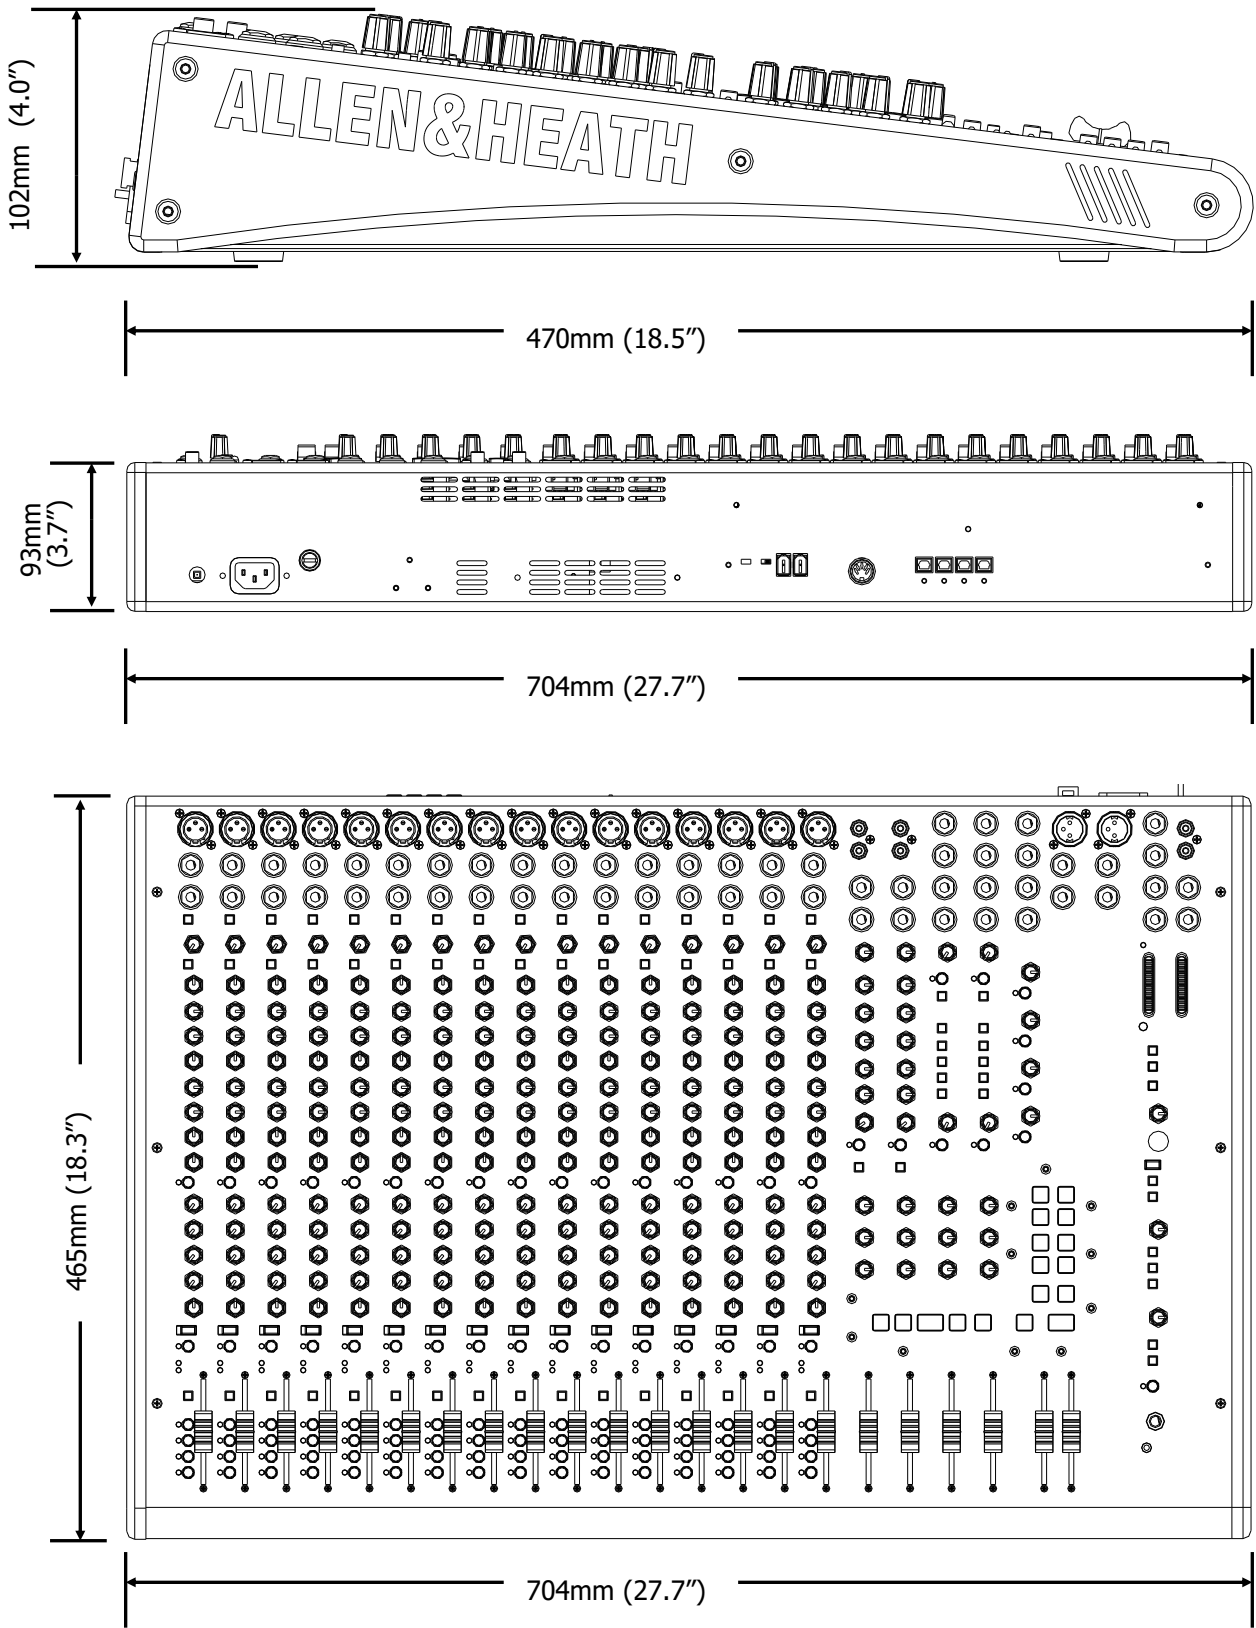 102mm (4.0″)
ALLEN&HEATH
470mm (18.5″)
93mm
(3.7″)
704mm (27.7″)
465mm (18.3″)
704mm (27.7″)